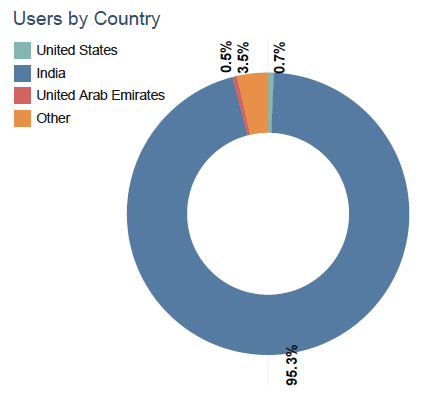 Users by Country
United States
India
United Arab Emirates
Other
0.5%
3.5%
0.7%
95.3%